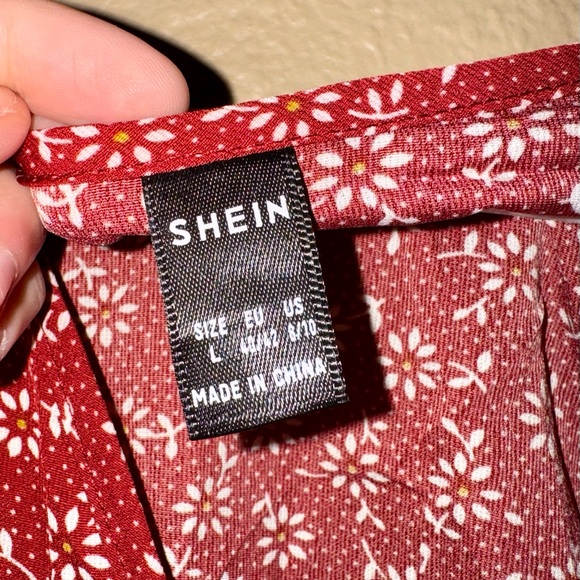 SHEIN
SIZE EU US
L 40/42 8/10
MADE IN CHINA